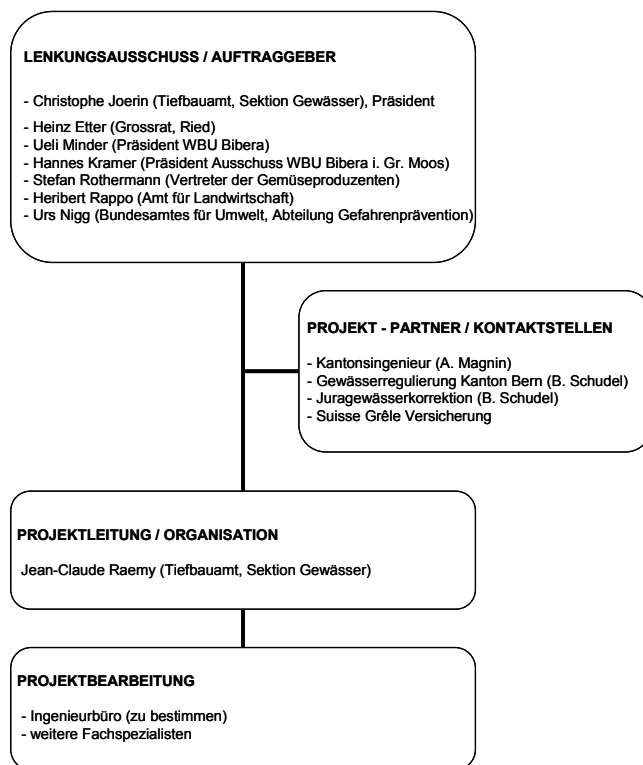 LENKUNGSAUSSCHUSS / AUFTRAGGEBER
- Christophe Joerin (Tiefbauamt, Sektion Gewässer), Präsident
- Heinz Etter (Grossrat, Ried)
- Ueli Minder (Präsident WBU Bibera)
- Hannes Kramer (Präsident Ausschuss WBU Bibera i. Gr. Moos)
- Stefan Rothermann (Vertreter der Gemüseproduzenten)
- Heribert Rappo (Amt für Landwirtschaft)
- Urs Nigg (Bundesamtes für Umwelt, Abteilung Gefahrenprävention)
PROJEKT - PARTNER / KONTAKTSTELLEN
- Kantonsingenieur (A. Magnin)
- Gewässerregulierung Kanton Bern (B. Schudel)
- Juragewässerkorrektion (B. Schudel)
- Suisse Grêle Versicherung
PROJEKTLEITUNG / ORGANISATION
Jean-Claude Raemy (Tiefbauamt, Sektion Gewässer)
PROJEKTBEARBEITUNG
- Ingenieurbüro (zu bestimmen)
- weitere Fachspezialisten